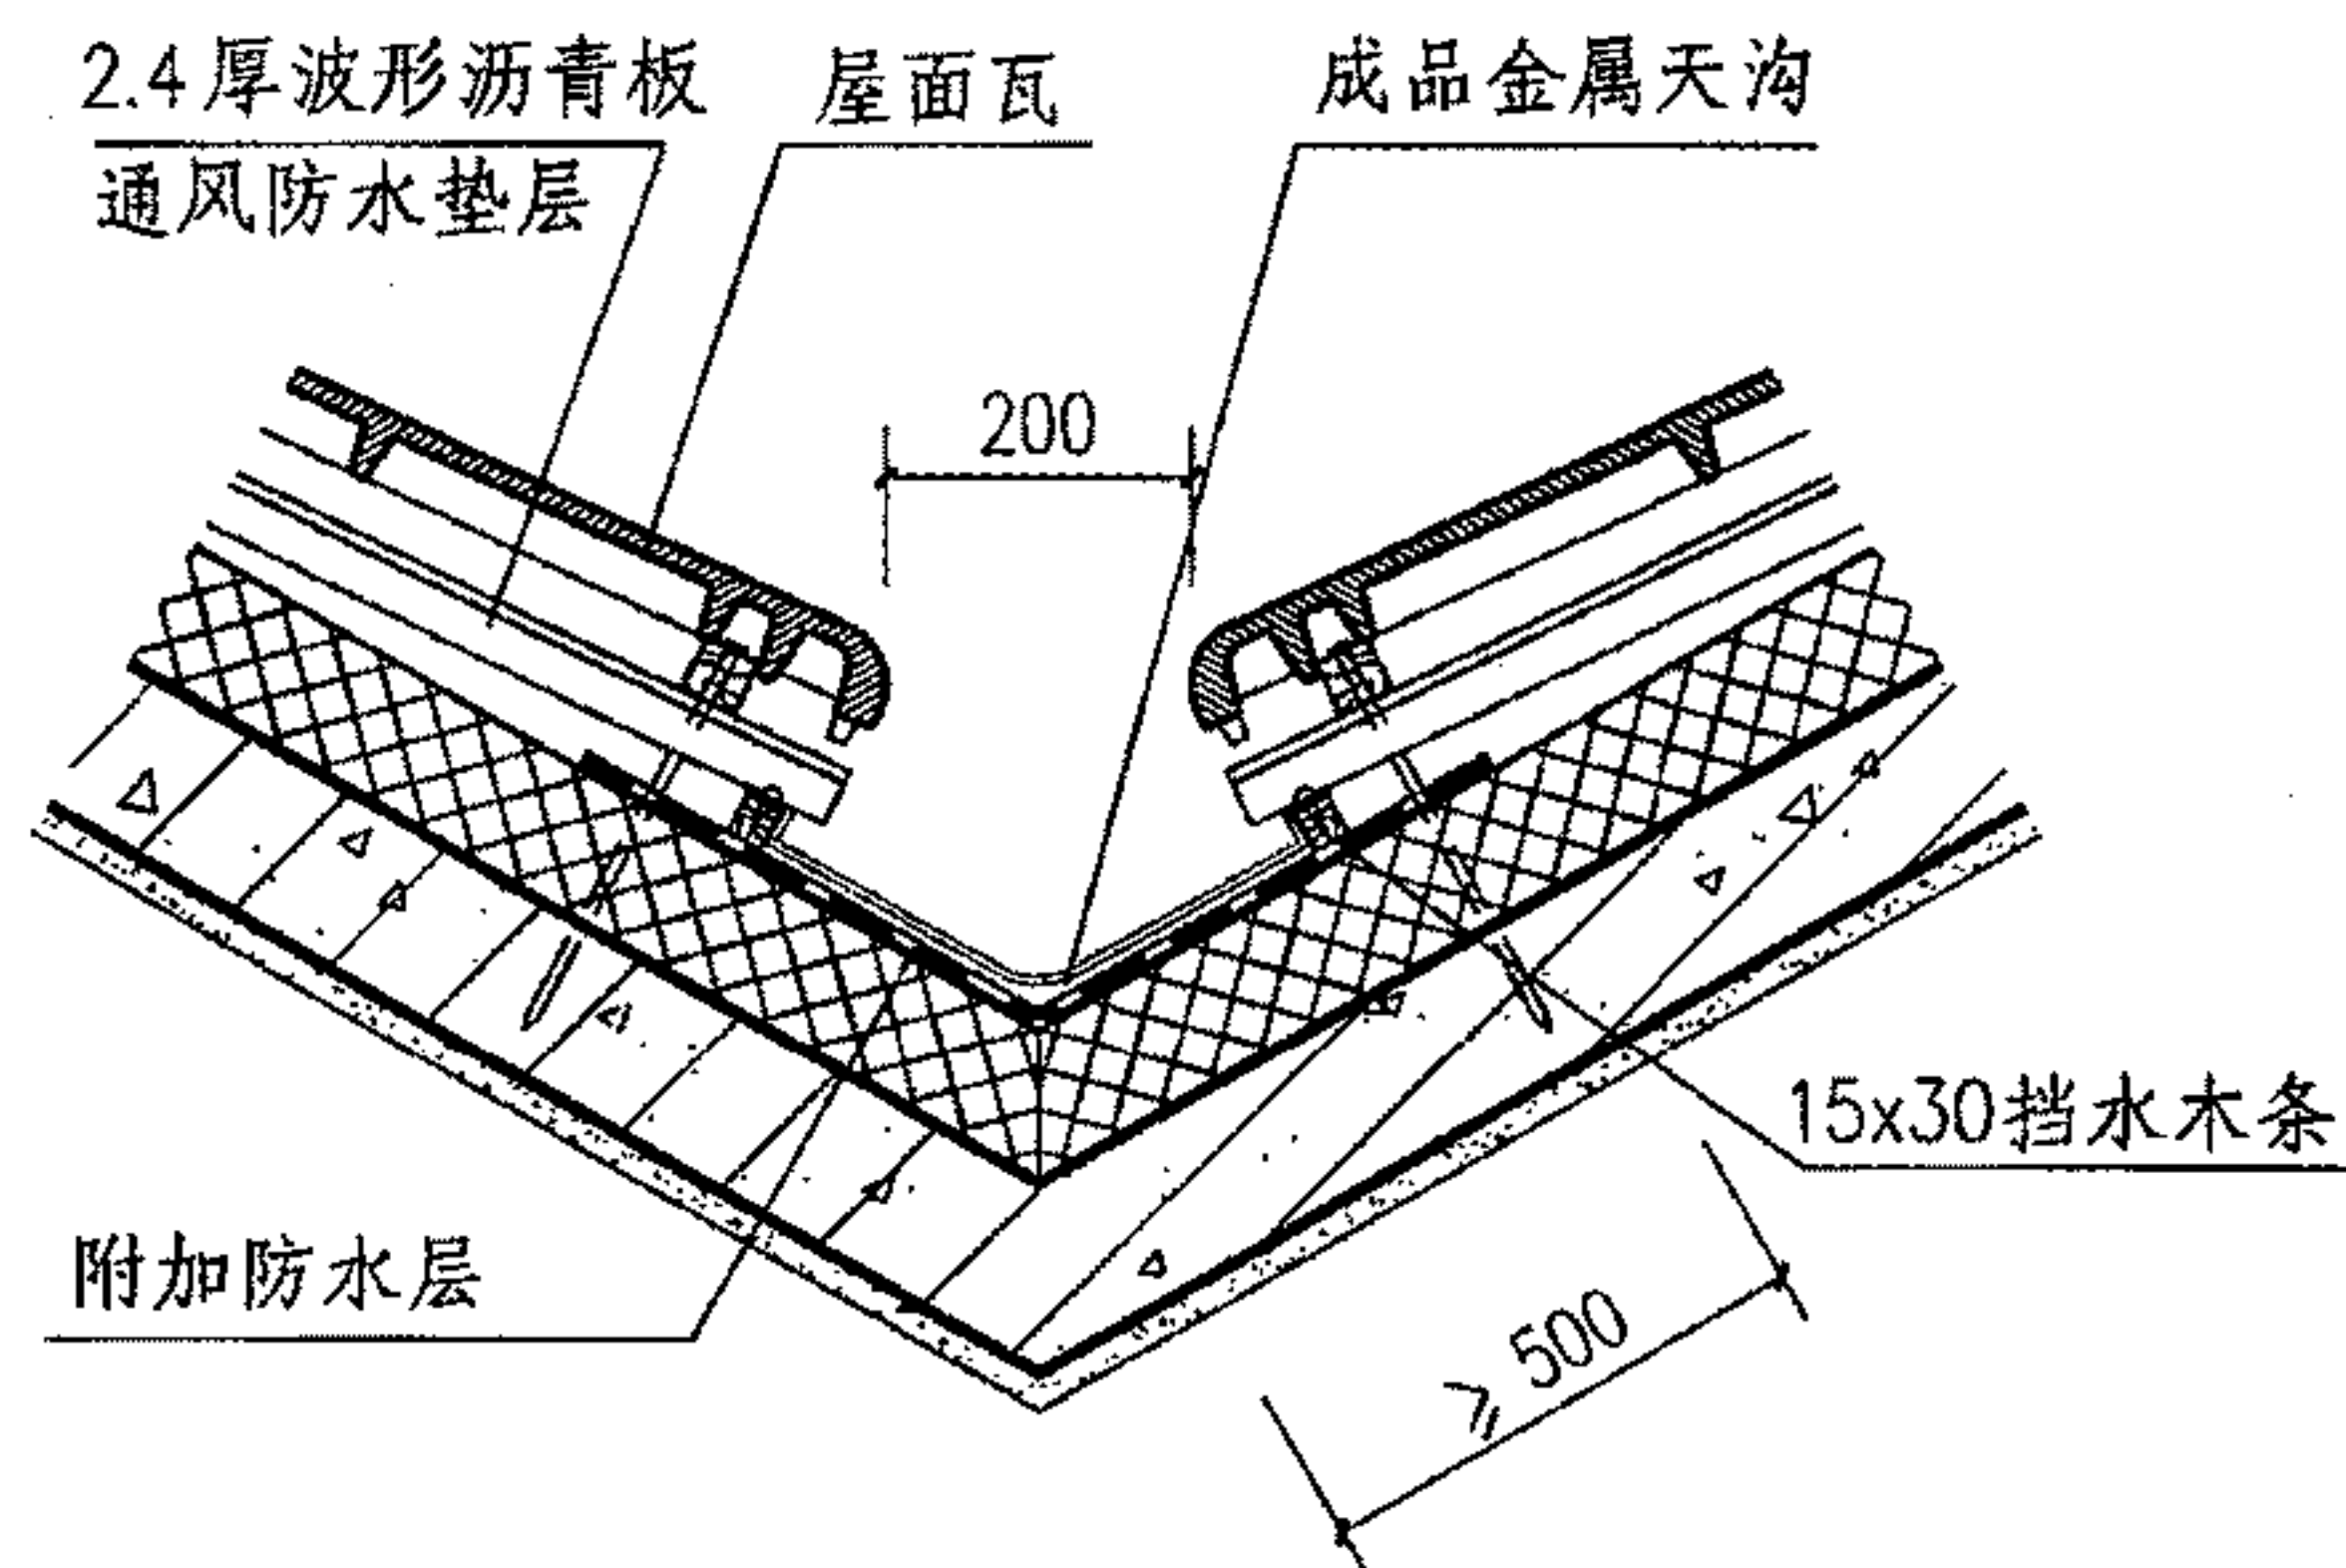 2.4厚波形沥青板
通风防水垫层
屋面瓦
成品金属天沟
200
15x30挡水木条
附加防水层
≥500